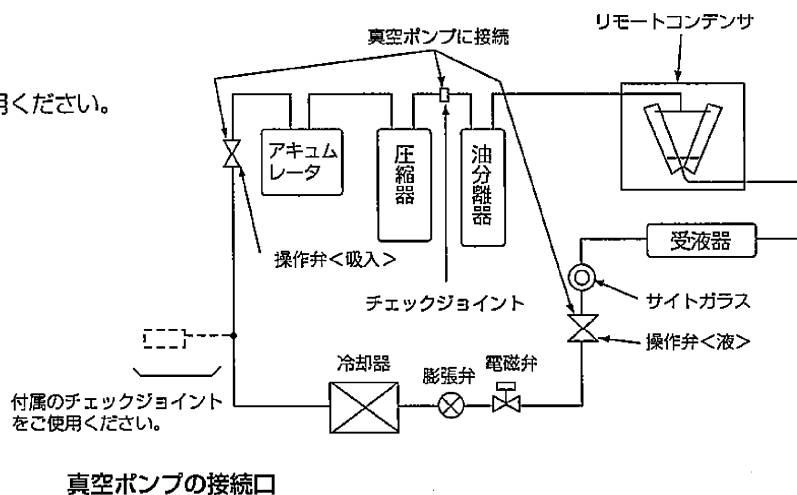 リモートコンデンサ
真空ポンプに接続
用ください。
アキュム
レータ
圧縮器
油分離器
受液器
操作弁<吸入>
チェックジョイント
サイトガラス
操作弁<液>
冷却器
膨張弁
電磁弁
付属のチェックジョイント
をご使用ください。
真空ポンプの接続口